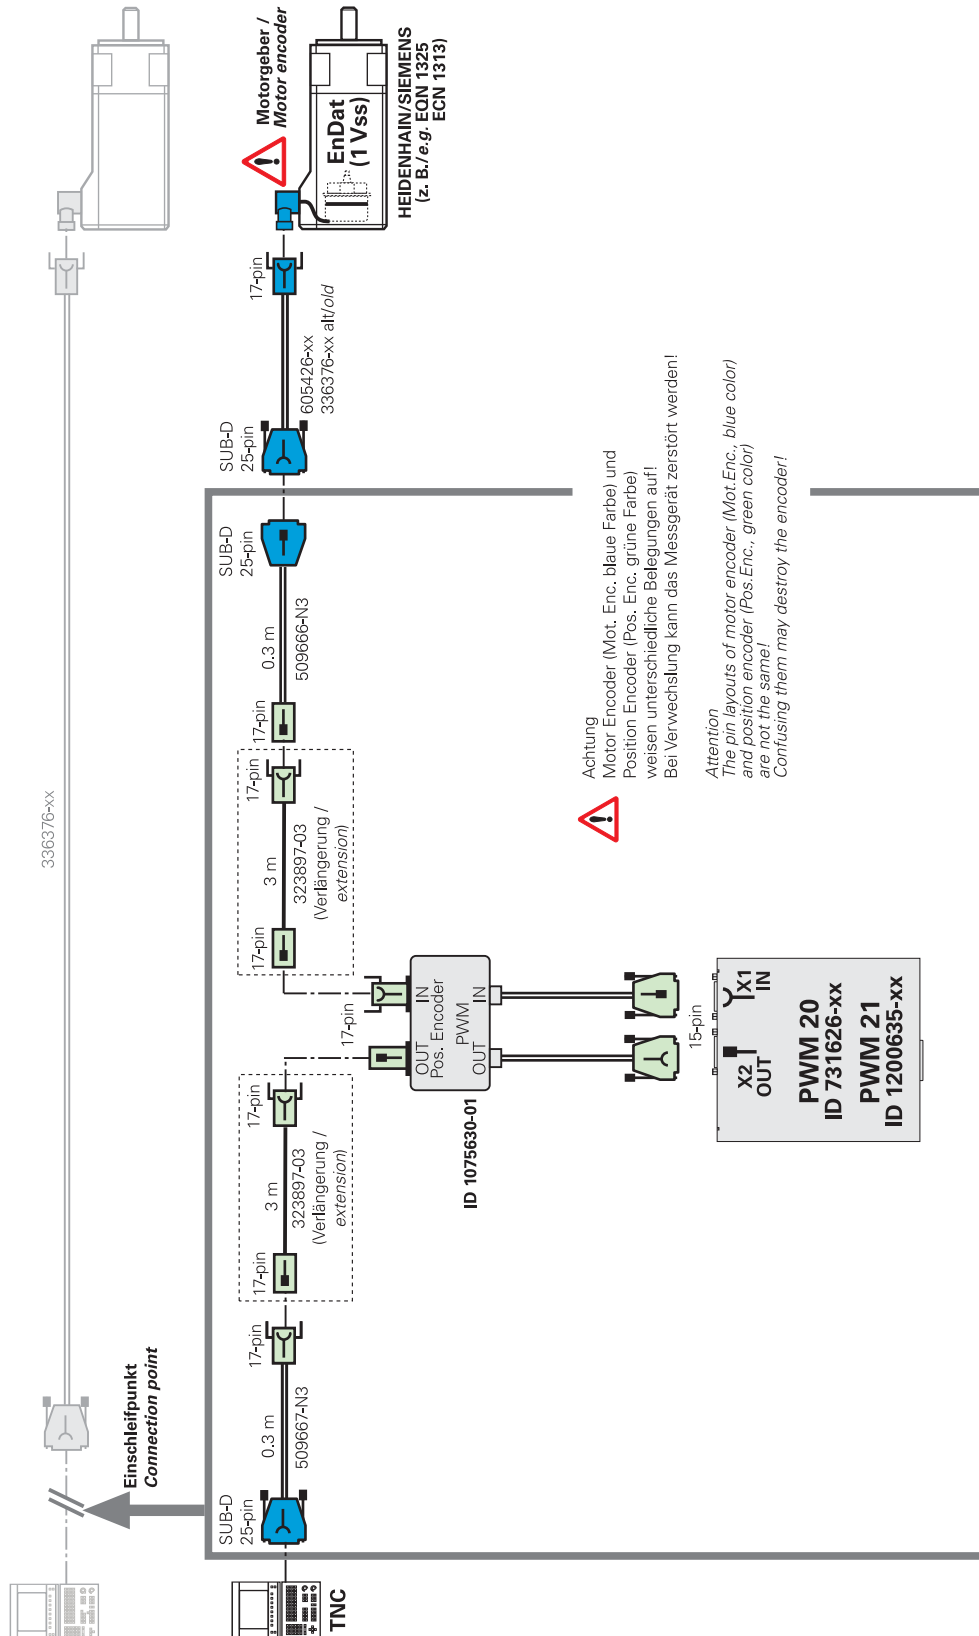 336376-xx
Einschleifpunkt
Connection point
TNC
SUB-D
25-pin
0.3 m
509667-N3
17-pin
17-pin
3 m
323897-03
(Verlängerung /
extension)
17-pin
17-pin
OUT
IN
Pos. Encoder
PWM
OUT
IN
ID 1075630-01
17-pin
3 m
323897-03
(Verlängerung /
extension)
17-pin
17-pin
0.3 m
509666-N3
SUB-D
25-pin
SUB-D
25-pin
605426-xx
336376-xx alt/old
17-pin
Motorgeber /
Motor encoder
EnDat
(1 Vss)
HEIDENHAIN/SIEMENS
(z. B./e.g. EQN 1325
ECN 1313)
15-pin
X2
OUT
X1
IN
PWM 20
ID 731626-xx
PWM 21
ID 1200635-xx
Achtung
Motor Encoder (Mot. Enc. blaue Farbe) und
Position Encoder (Pos. Enc. grüne Farbe)
weisen unterschiedliche Belegungen auf!
Bei Verwechslung kann das Messgerät zerstört werden!
Attention
The pin layouts of motor encoder (Mot.Enc., blue color)
and position encoder (Pos.Enc., green color)
are not the same!
Confusing them may destroy the encoder!